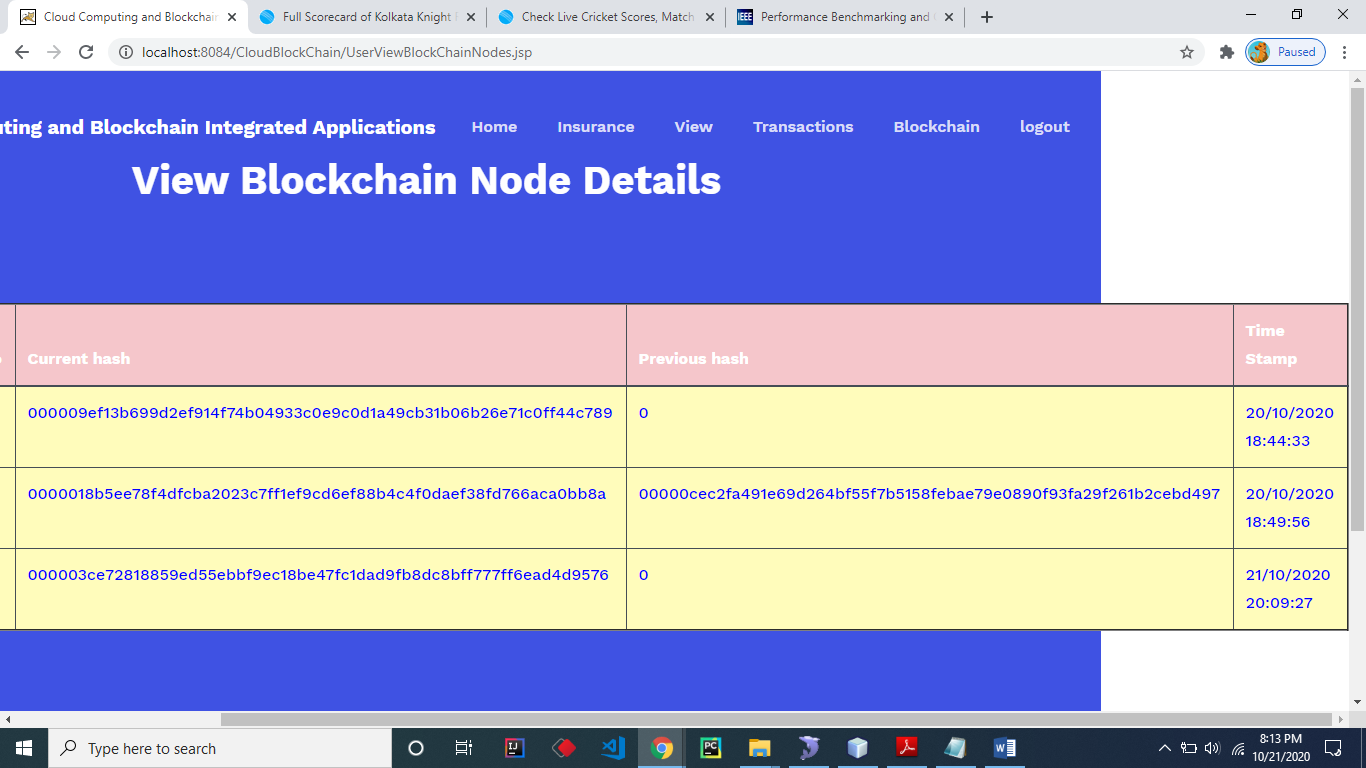 Cloud Computing and Blockchain
Full Scorecard of Kolkata Knight
Check Live Cricket Scores, Match
IEEE
Performance Benchmarking and
Paused
localhost:8084/CloudBlockChain/UserViewBlockChainNodes.jsp
uting and Blockchain Integrated Applications
Home
Insurance
View
Transactions
Blockchain
logout
View Blockchain Node Details
Current hash
Previous hash
Time
Stamp
000009ef13b699d2ef914f74b04933c0e9c0d1a49cb31b06b26e71c0ff44c789
0
20/10/2020
18:44:33
0000018b5ee78f4dfcba2023c7ff1ef9cd6ef88b4c4f0daef38fd766aca0bb8a
00000cec2fa491e69d264bf55f7b5158febae79e0890f93fa29f261b2cebd497
20/10/2020
18:49:56
000003ce72818859ed55ebbf9ec18be47fc1dad9fb8dc8bff777ff6ead4d9576
0
21/10/2020
20:09:27
Type here to search
8:13 PM
10/21/2020